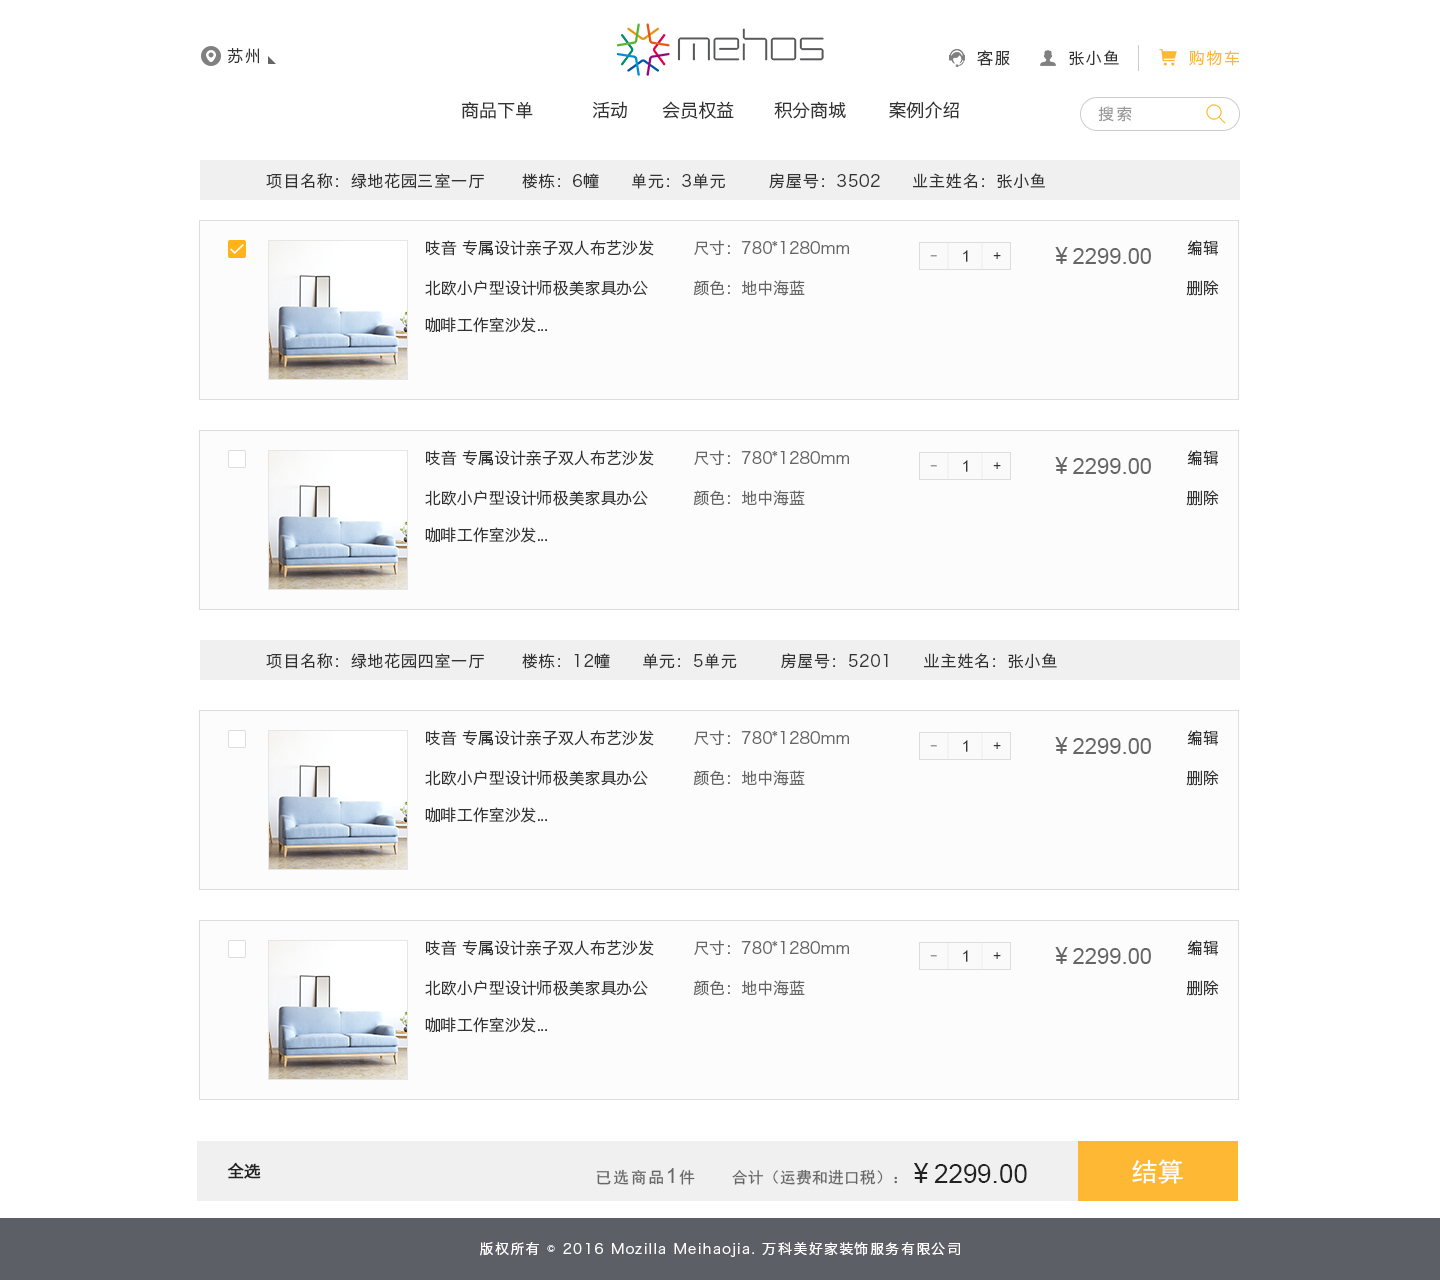 苏州
mehos
客服 张小鱼 购物车
商品下单 活动 会员权益 积分商城 案例介绍
搜索
项目名称：绿地花园三室一厅 楼栋：6幢 单元：3单元 房屋号：3502 业主姓名：张小鱼
吱音 专属设计亲子双人布艺沙发 尺寸：780*1280mm - 1 + ¥2299.00 编辑
北欧小户型设计师极美家具办公 颜色：地中海蓝 删除
咖啡工作室沙发...
吱音 专属设计亲子双人布艺沙发 尺寸：780*1280mm - 1 + ¥2299.00 编辑
北欧小户型设计师极美家具办公 颜色：地中海蓝 删除
咖啡工作室沙发...
项目名称：绿地花园四室一厅 楼栋：12幢 单元：5单元 房屋号：5201 业主姓名：张小鱼
吱音 专属设计亲子双人布艺沙发 尺寸：780*1280mm - 1 + ¥2299.00 编辑
北欧小户型设计师极美家具办公 颜色：地中海蓝 删除
咖啡工作室沙发...
吱音 专属设计亲子双人布艺沙发 尺寸：780*1280mm - 1 + ¥2299.00 编辑
北欧小户型设计师极美家具办公 颜色：地中海蓝 删除
咖啡工作室沙发...
全选 已选商品1件 合计（运费和进口税）： ¥2299.00 结算
版权所有 © 2016 Mozilla Meihaojia. 万科美好家装饰服务有限公司